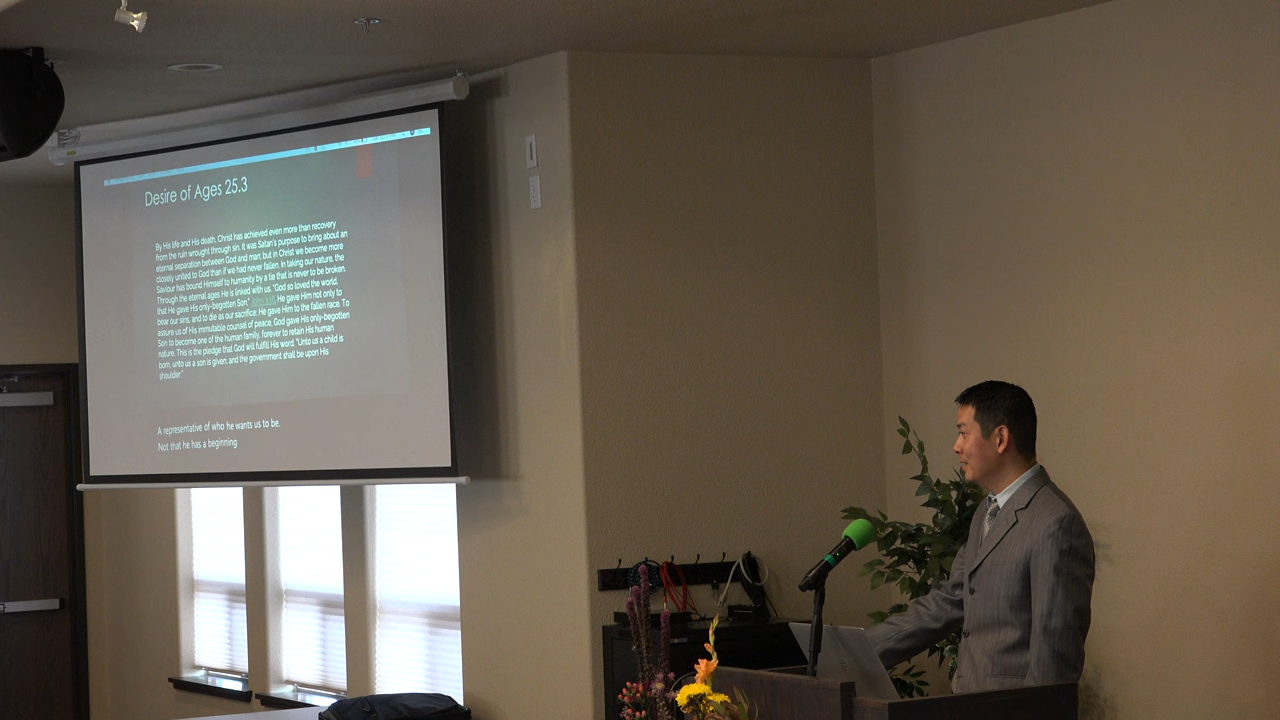 Desire of Ages 25.3
By His life and His death, Christ has achieved even more than recovery
from the ruin wrought through sin. It was Satan's purpose to bring about an
eternal separation between God and man; but in Christ we become more
closely united to God than if we had never fallen. In taking our nature, the
Saviour has bound Himself to humanity by a tie that is never to be broken.
Through the eternal ages He is linked with us. "God so loved the world,
that He gave His only-begotten Son." John 3:16. He gave Him not only to
bear our sins, and to die as our sacrifice; He gave Him to the fallen race. To
assure us of His immutable counsel of peace, God gave His only-begotten
Son to become one of the human family, forever to retain His human
nature. This is the pledge that God will fulfill His word. "Unto us a child is
born, unto us a son is given: and the government shall be upon His
shoulder."
A representative of who he wants us to be.
Not that he has a beginning